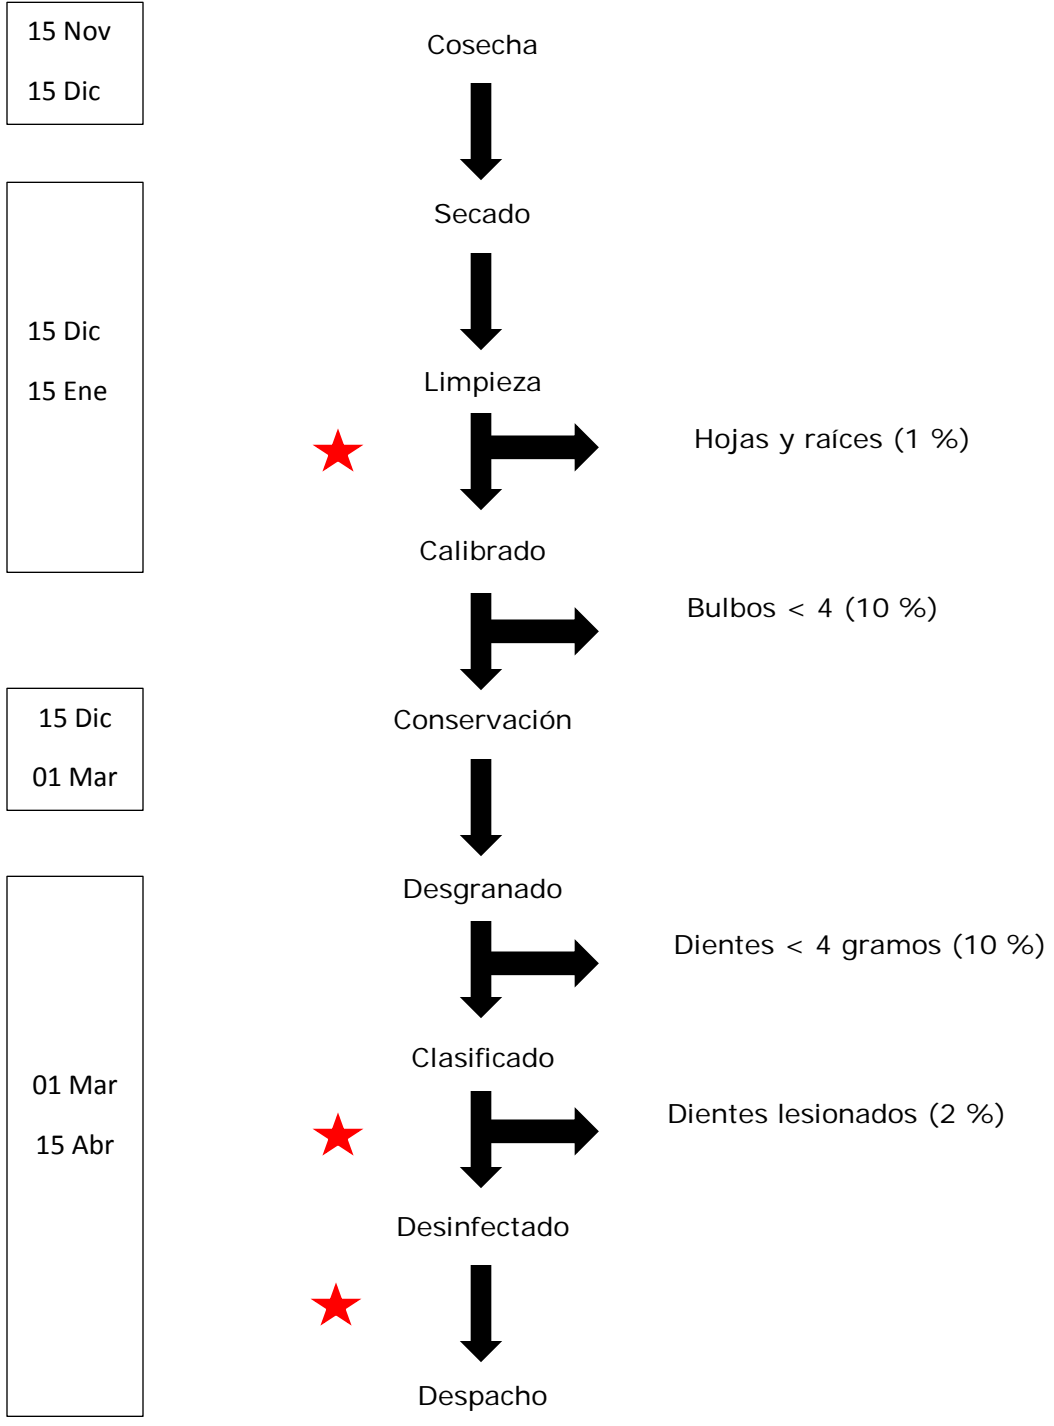 15 Nov
15 Dic
Cosecha
Secado
15 Dic
15 Ene
Limpieza
Hojas y raíces (1 %)
Calibrado
Bulbos < 4 (10 %)
15 Dic
01 Mar
Conservación
Desgranado
Dientes < 4 gramos (10 %)
Clasificado
01 Mar
15 Abr
Dientes lesionados (2 %)
Desinfectado
Despacho